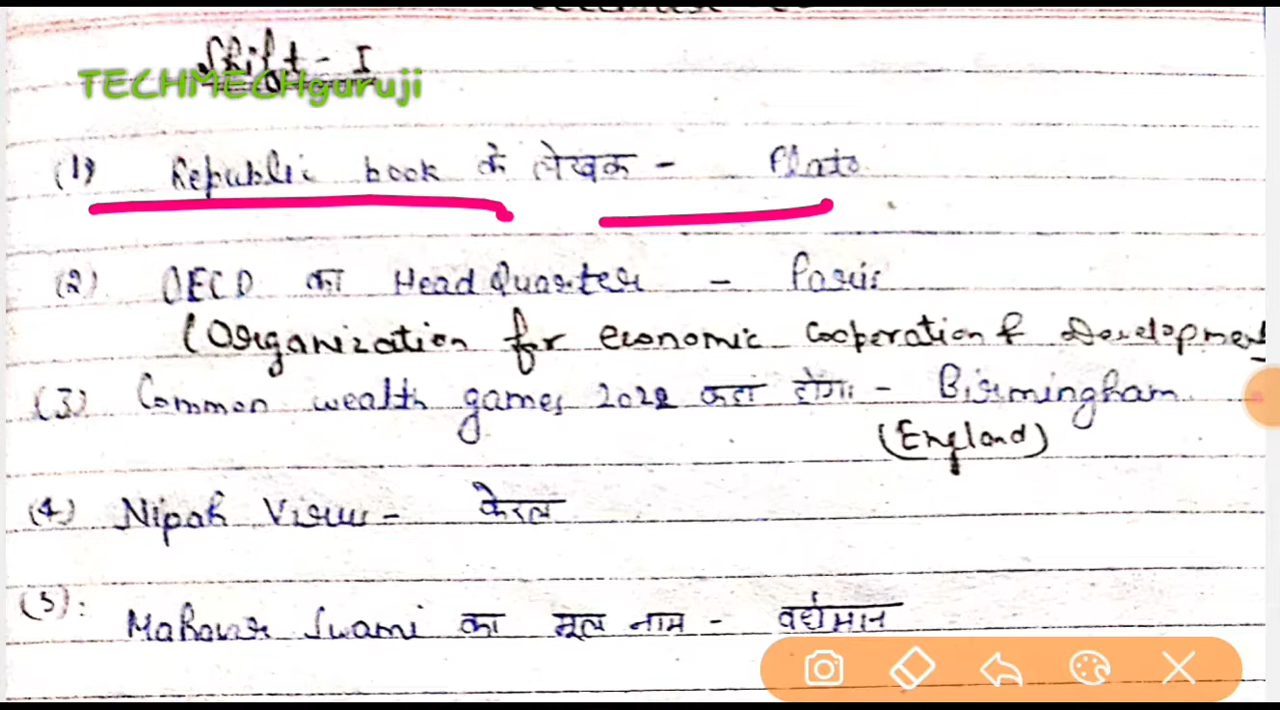 Shift - I
TECHMECHguruji
(1) Republic book के लेखक - Plato
(2) OECD का Head Quarter - Paris
(Organization for economic cooperation & Development
(3) Common wealth games 2022 कहां होगा - Birmingham
(England)
(4) Nipah Virus - केरल
(5): Mahavir Swami का मूल नाम - वर्धमान